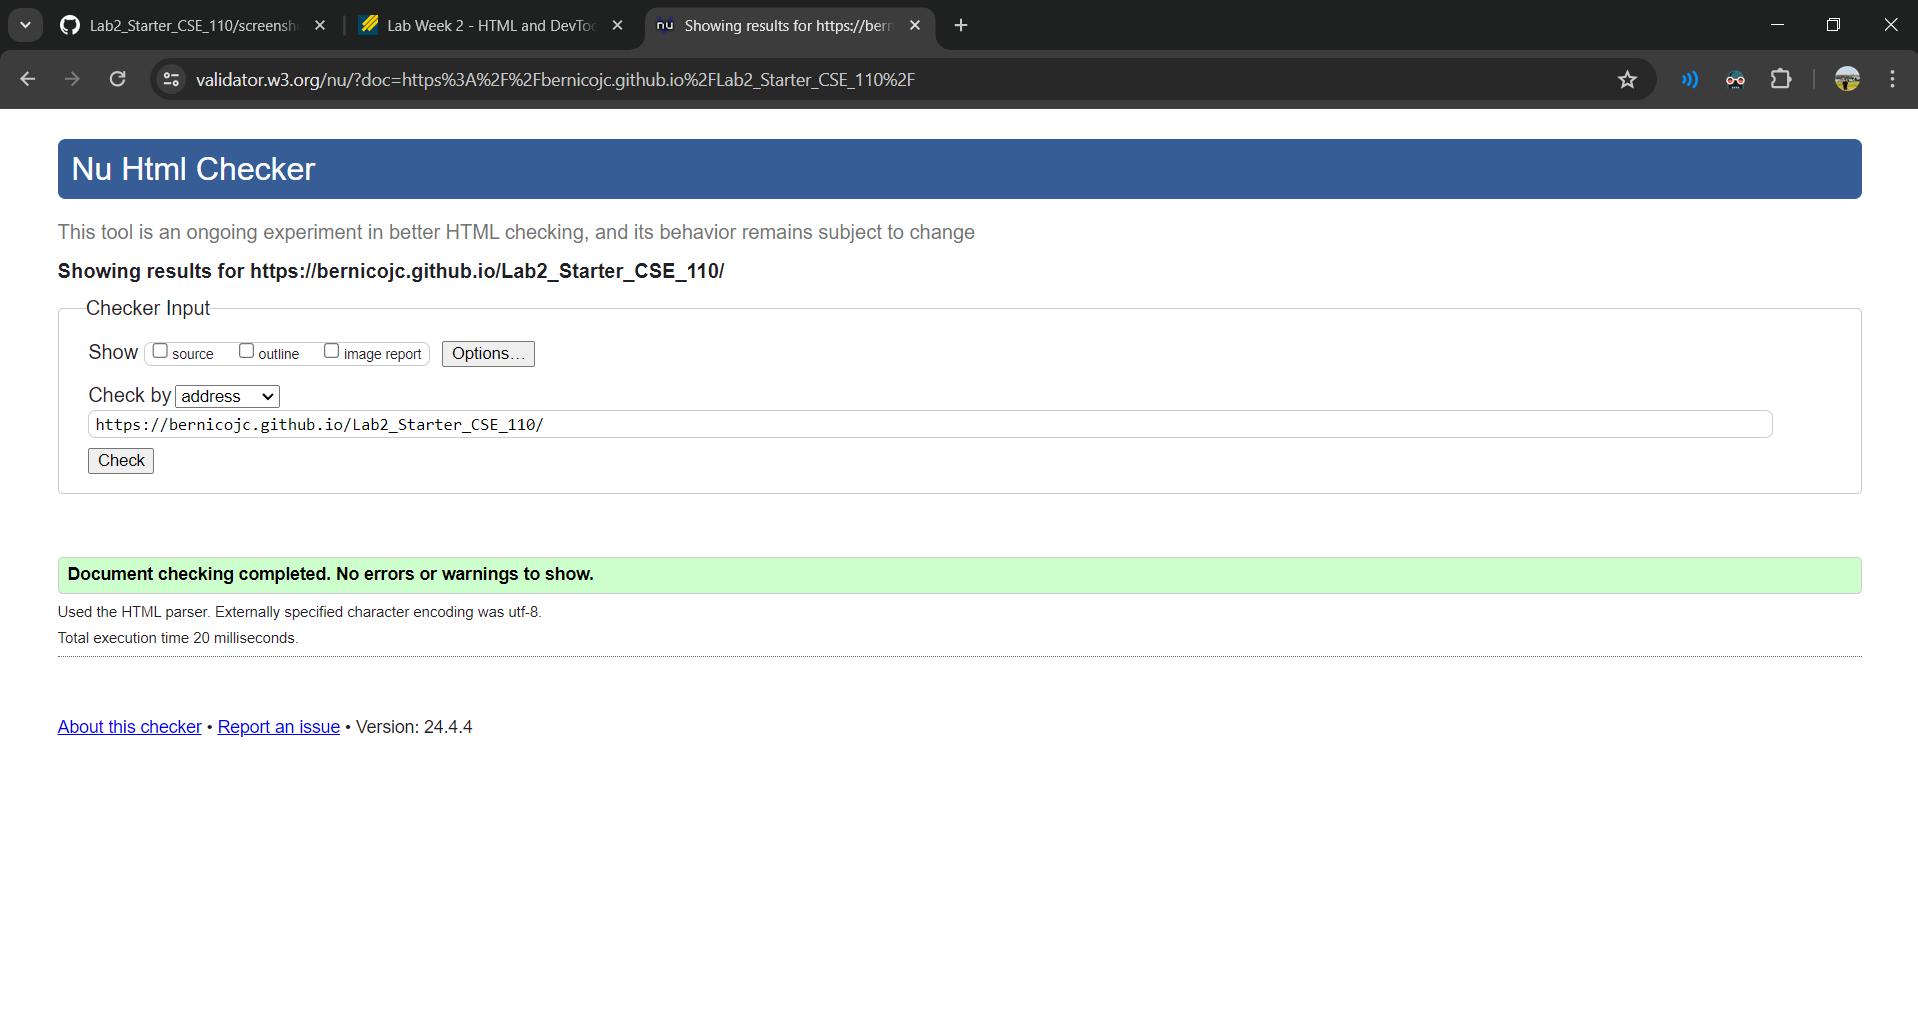 Lab2_Starter_CSE_110/screensh
Lab Week 2 - HTML and DevToo
nu
Showing results for https://bern
validator.w3.org/nu/?doc=https%3A%2F%2Fbernicojc.github.io%2FLab2_Starter_CSE_110%2F
Nu Html Checker
This tool is an ongoing experiment in better HTML checking, and its behavior remains subject to change
Showing results for https://bernicojc.github.io/Lab2_Starter_CSE_110/
Checker Input
Show source outline image report Options...
Check by address
https://bernicojc.github.io/Lab2_Starter_CSE_110/
Check
Document checking completed. No errors or warnings to show.
Used the HTML parser. Externally specified character encoding was utf-8.
Total execution time 20 milliseconds.
About this checker • Report an issue • Version: 24.4.4